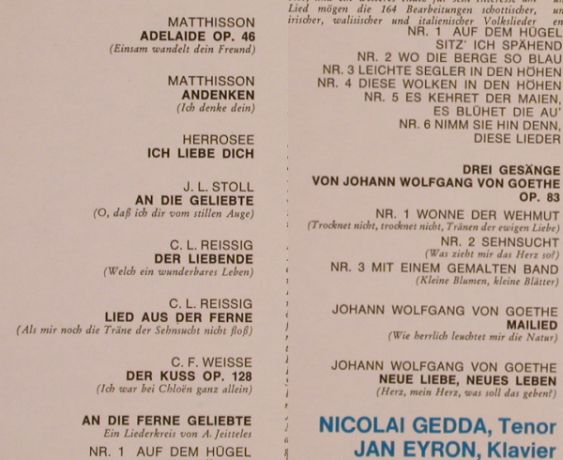 MATTHISSON
ADELAIDE OP. 46
(Einsam wandelt dein Freund)
MATTHISSON
ANDENKEN
(Ich denke dein)
HERROSEE
ICH LIEBE DICH
J. L. STOLL
AN DIE GELIEBTE
(O, daß ich dir vom stillen Auge)
C. L. REISSIG
DER LIEBENDE
(Welch ein wunderbares Leben)
C. L. REISSIG
LIED AUS DER FERNE
(Als mir noch die Träne der Sehnsucht nicht floß)
C. F. WEISSE
DER KUSS OP. 128
(Ich war bei Chloën ganz allein)
AN DIE FERNE GELIEBTE
Ein Liederkreis von A. Jeitteles
NR. 1 AUF DEM HÜGEL
Lied mögen die 164 Bearbeitungen schottischer,
irischer, walisischer und italienischer Volkslieder
NR. 1 AUF DEM HÜGEL
SITZ' ICH SPÄHEND
NR. 2 WO DIE BERGE SO BLAU
NR. 3 LEICHTE SEGLER IN DEN HÖHEN
NR. 4 DIESE WOLKEN IN DEN HÖHEN
NR. 5 ES KEHRET DER MAIEN,
ES BLÜHET DIE AU'
NR. 6 NIMM SIE HIN DENN,
DIESE LIEDER
DREI GESÄNGE
VON JOHANN WOLFGANG VON GOETHE
OP. 83
NR. 1 WONNE DER WEHMUT
(Trocknet nicht, trocknet nicht, Tränen der ewigen Liebe)
NR. 2 SEHNSUCHT
(Was zieht mir das Herz so?)
NR. 3 MIT EINEM GEMALTEN BAND
(Kleine Blumen, kleine Blätter)
JOHANN WOLFGANG VON GOETHE
MAILIED
(Wie herrlich leuchtet mir die Natur)
JOHANN WOLFGANG VON GOETHE
NEUE LIEBE, NEUES LEBEN
(Herz, mein Herz, was soll das geben?)
NICOLAI GEDDA, Tenor
JAN EYRON, Klavier